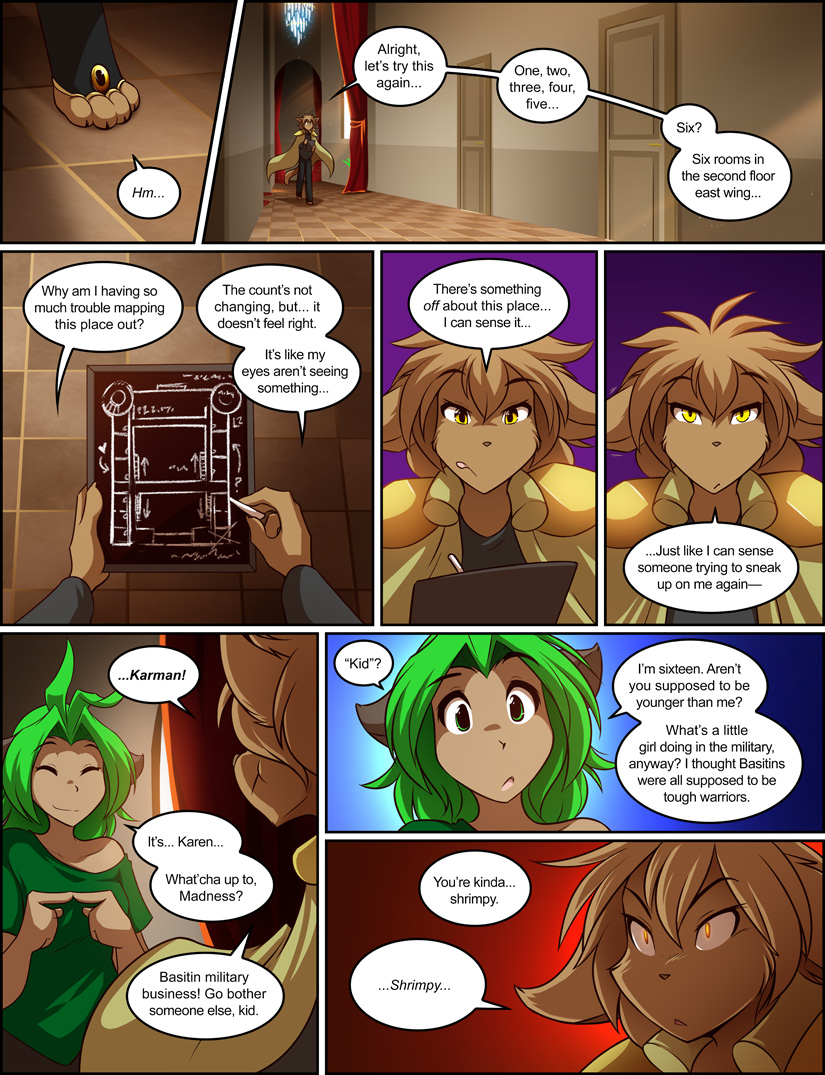 Hm...
Alright,
let's try this
again...
One, two,
three, four,
five...
Six?
Six rooms in
the second floor
east wing...
Why am I having so
much trouble mapping
this place out?
The count's not
changing, but... it
doesn't feel right.
It's like my
eyes aren't seeing
something...
There's something
off about this place...
I can sense it...
...Just like I can sense
someone trying to sneak
up on me again—
...Karman!
It's... Karen...
What'cha up to,
Madness?
Basitin military
business! Go bother
someone else, kid.
"Kid"?
I'm sixteen. Aren't
you supposed to be
younger than me?
What's a little
girl doing in the military,
anyway? I thought Basitins
were all supposed to be
tough warriors.
You're kinda...
shrimpy.
...Shrimpy...